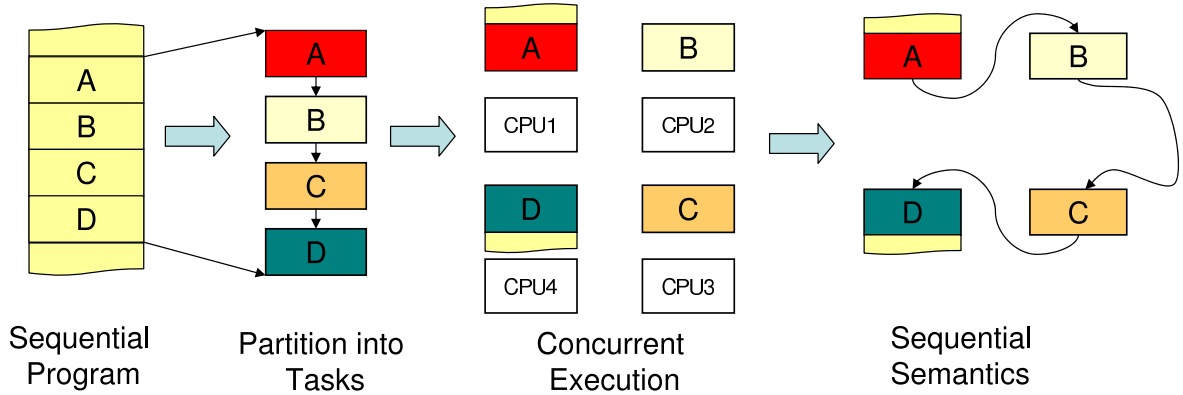 A
B
C
D
Sequential
Program
A
B
C
D
Partition into
Tasks
A
B
CPU1
CPU2
D
C
CPU4
CPU3
Concurrent
Execution
A
B
D
C
Sequential
Semantics